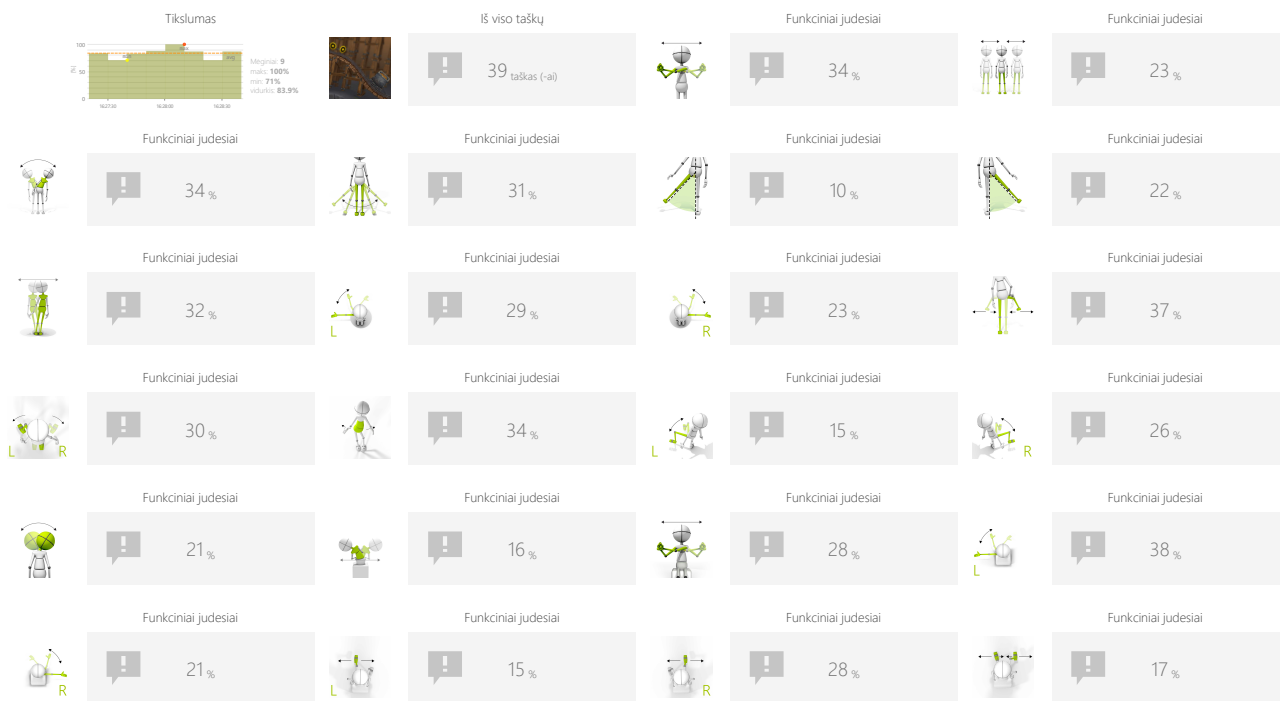 Tikslumas
Iš viso taškų
Funkciniai judesiai
Funkciniai judesiai
100
50
0
[%]
max
min
avg
16:27:30
16:28:00
16:28:30
Mėginiai: 9
maks: 100%
min: 71%
vidurkis: 83.9%
39 taškas (-ai)
34 %
23 %
Funkciniai judesiai
Funkciniai judesiai
Funkciniai judesiai
Funkciniai judesiai
34 %
31 %
10 %
22 %
Funkciniai judesiai
Funkciniai judesiai
Funkciniai judesiai
Funkciniai judesiai
32 %
L
29 %
R
23 %
37 %
Funkciniai judesiai
Funkciniai judesiai
Funkciniai judesiai
Funkciniai judesiai
L R
30 %
34 %
L
15 %
R
26 %
Funkciniai judesiai
Funkciniai judesiai
Funkciniai judesiai
Funkciniai judesiai
21 %
16 %
28 %
L
38 %
Funkciniai judesiai
Funkciniai judesiai
Funkciniai judesiai
Funkciniai judesiai
R
21 %
L
15 %
R
28 %
17 %